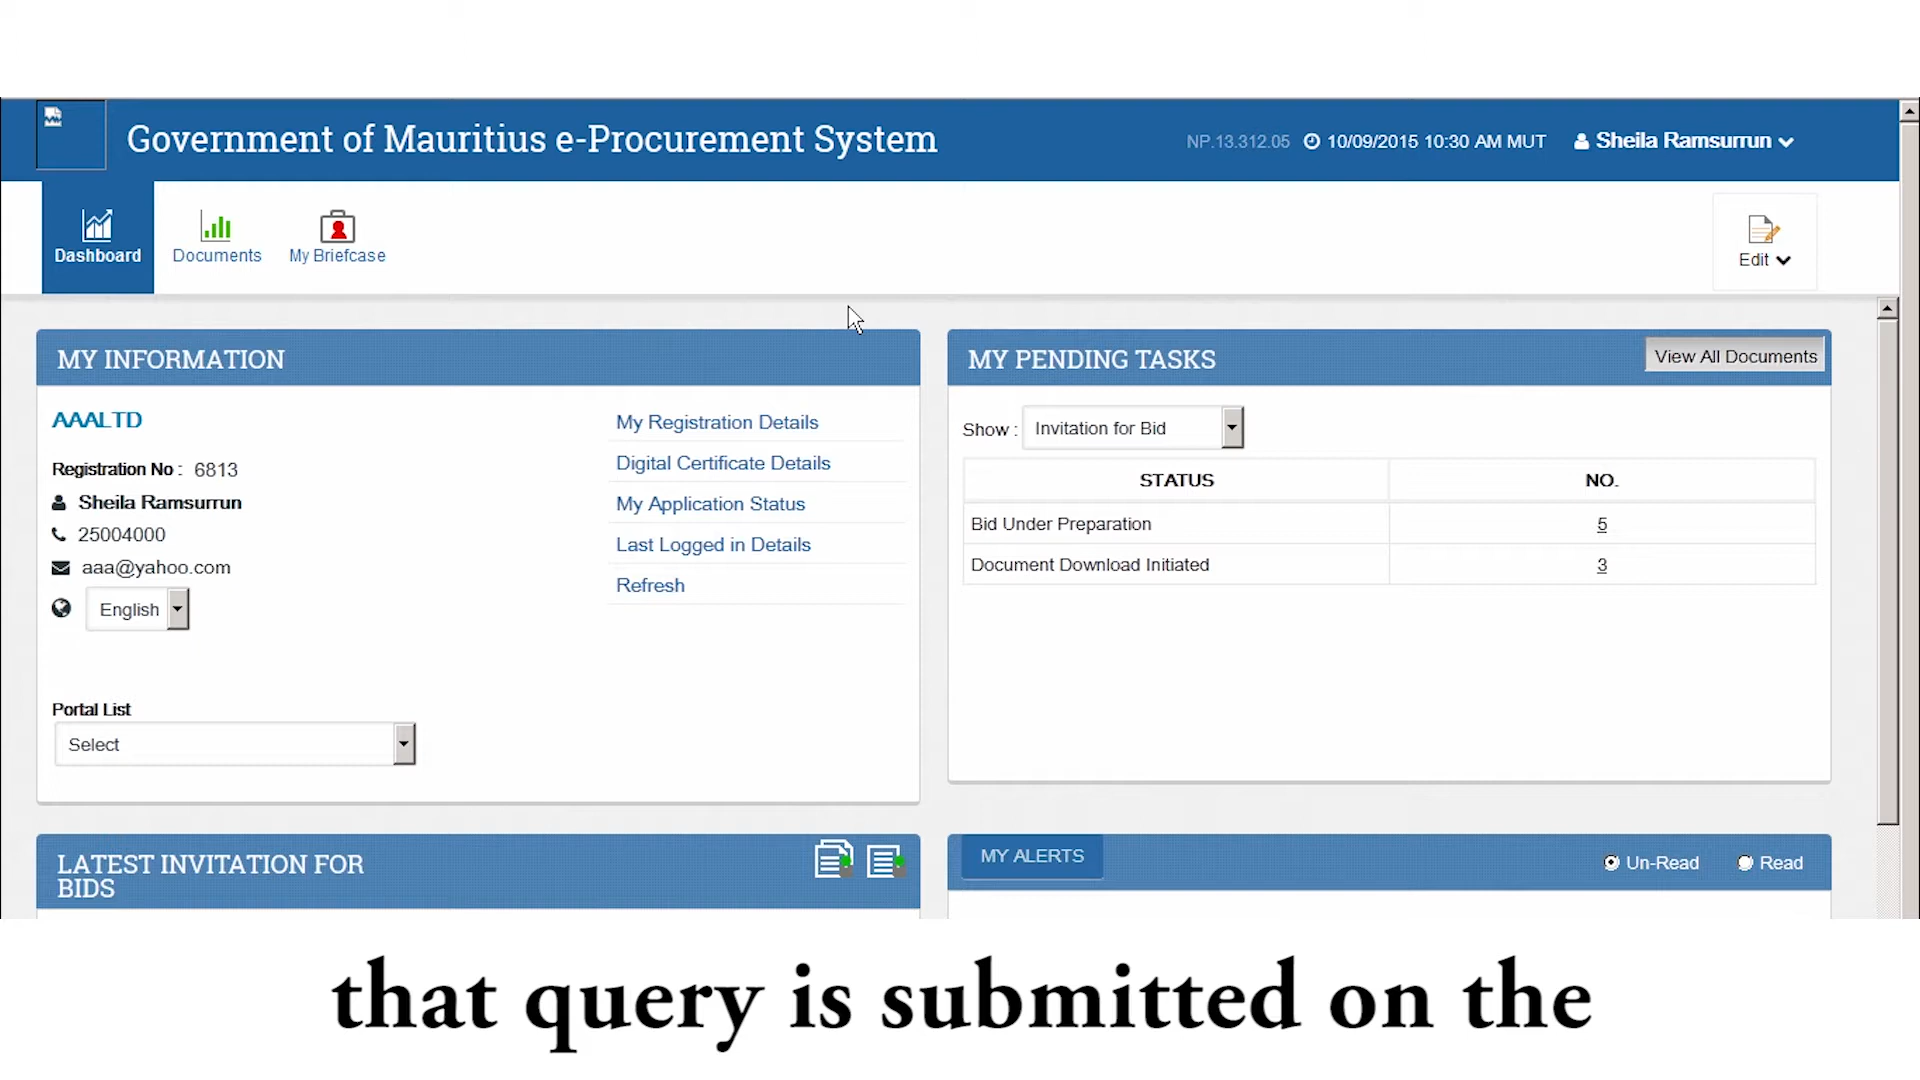 Government of Mauritius e-Procurement System
NP.13.312.05 10/09/2015 10:30 AM MUT Sheila Ramsurrun
Dashboard Documents My Briefcase
Edit
MY INFORMATION
AAALTD
Registration No : 6813
Sheila Ramsurrun
25004000
aaa@yahoo.com
English
Portal List
Select
My Registration Details
Digital Certificate Details
My Application Status
Last Logged in Details
Refresh
MY PENDING TASKS
View All Documents
Show : Invitation for Bid
STATUS NO.
Bid Under Preparation 5
Document Download Initiated 3
LATEST INVITATION FOR
BIDS
MY ALERTS
Un-Read Read
that query is submitted on the